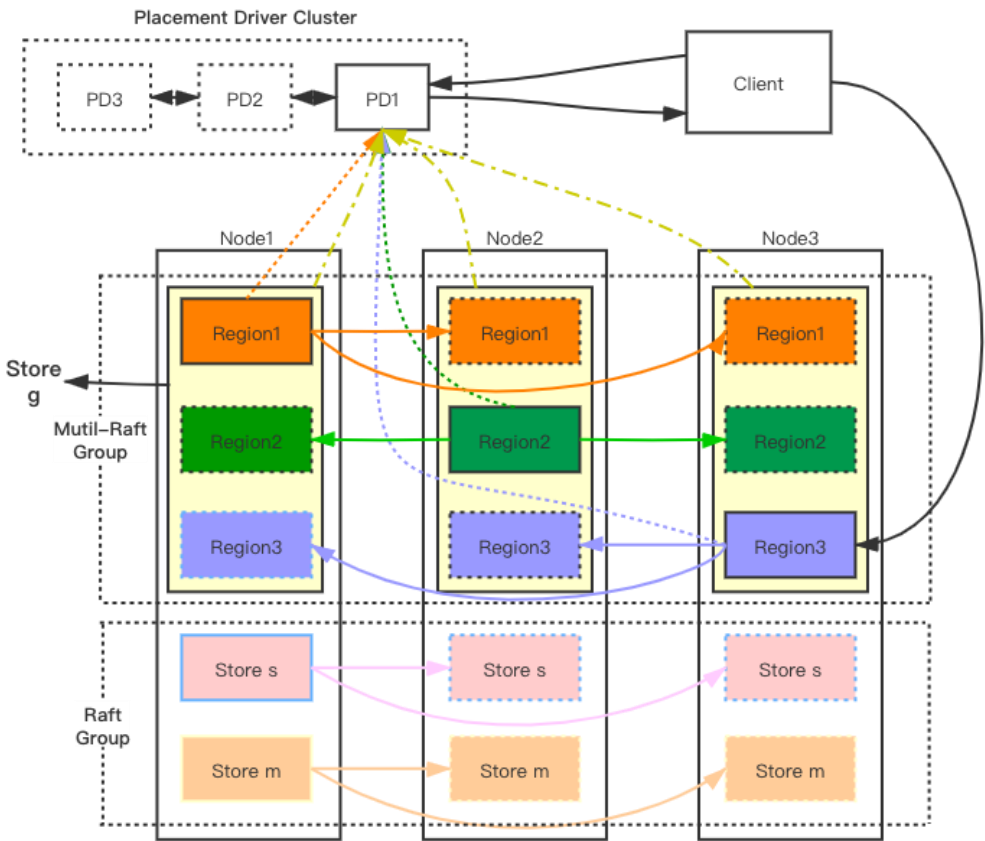 Placement Driver Cluster
PD3
PD2
PD1
Client
Node1
Node2
Node3
Region1
Region1
Region1
Store
g
Mutil-Raft
Group
Region2
Region2
Region2
Region3
Region3
Region3
Store s
Store s
Store s
Raft
Group
Store m
Store m
Store m